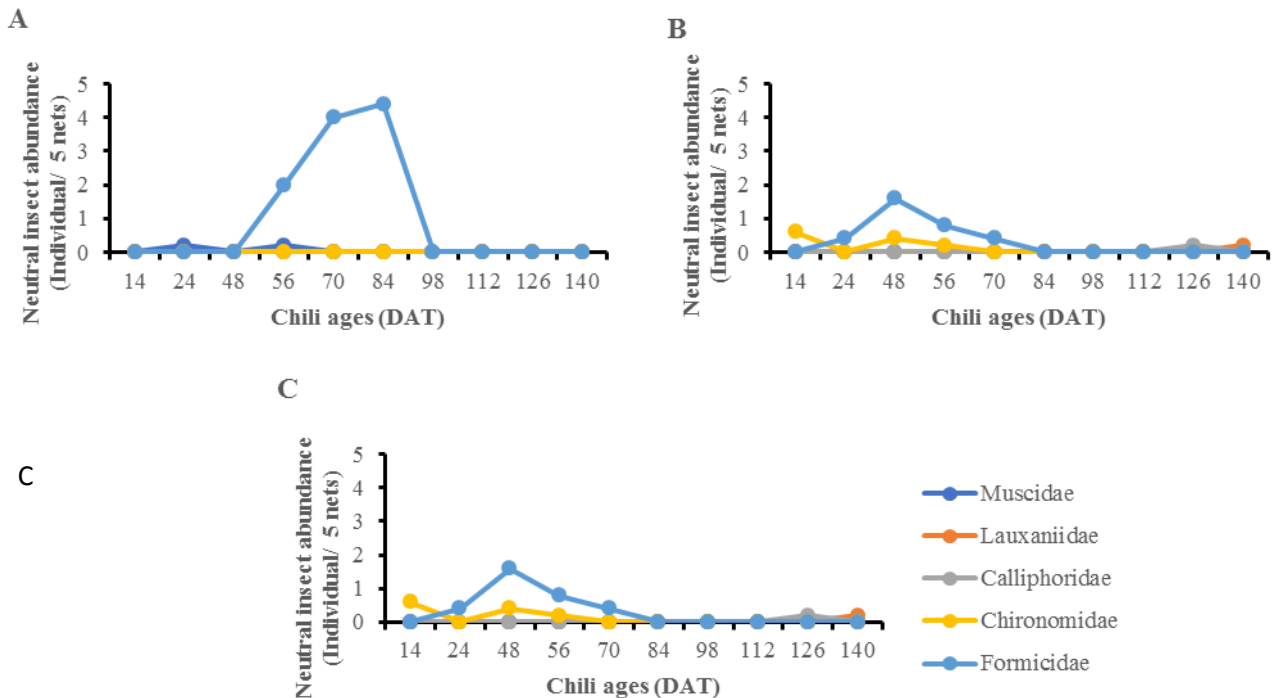 A
Neutral insect abundance
(Individual/ 5 nets)
5
4
3
2
1
0
14 24 48 56 70 84 98 112 126 140
Chili ages (DAT)
B
Neutral insect abundance
(Individual/ 5 nets)
5
4
3
2
1
0
14 24 48 56 70 84 98 112 126 140
Chili ages (DAT)
C
C
Neutral insect abundance
(Individual/ 5 nets)
5
4
3
2
1
0
14 24 48 56 70 84 98 112 126 140
Chili ages (DAT)
Muscidae
Lauxaniidae
Calliphoridae
Chironomidae
Formicidae